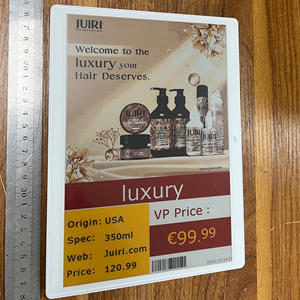 JUIRI
Welcome to the
luxury your
Hair Deserves.
JUIRI
luxury
Origin: USA
Spec: 350ml
Web: Juiri.com
Price: 120.99
VP Price :
€99.99